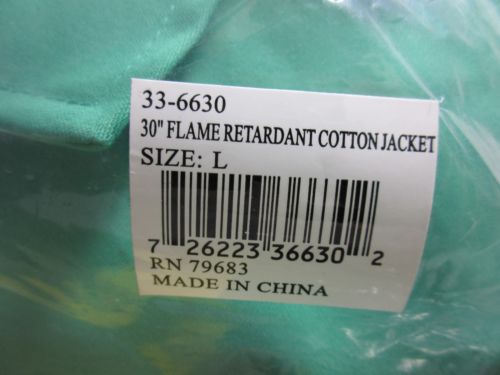 33-6630
30" FLAME RETARDANT COTTON JACKET
SIZE: L
7 26223 36630 2
RN 79683
MADE IN CHINA